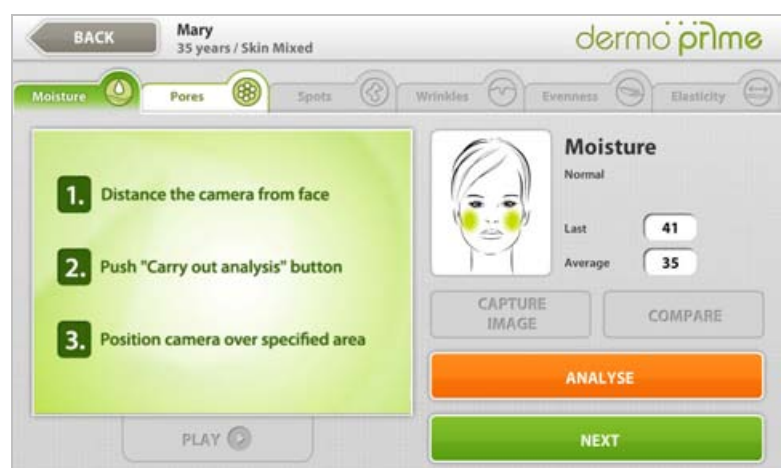 BACK
Mary
35 years / Skin Mixed
dermo prime
Moisture
Pores
Spots
Wrinkles
Evenness
Elasticity
1. Distance the camera from face
2. Push "Carry out analysis" button
3. Position camera over specified area
PLAY
Moisture
Normal
Last 41
Average 35
CAPTURE
IMAGE
COMPARE
ANALYSE
NEXT